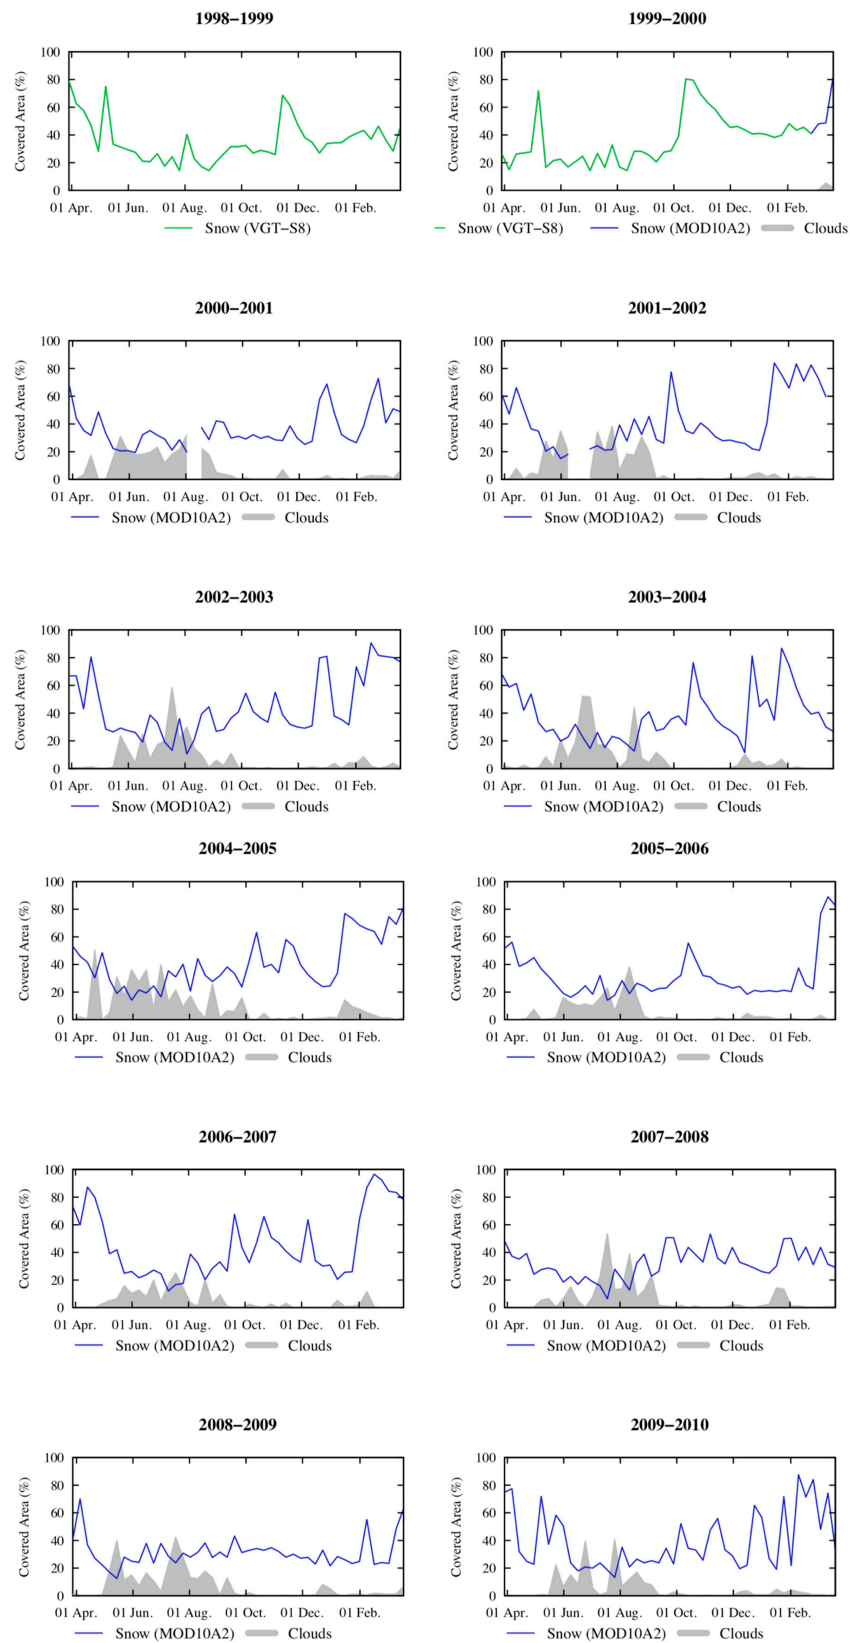 1998–1999
Covered Area (%)
100
80
60
40
20
0
01 Apr. 01 Jun. 01 Aug. 01 Oct. 01 Dec. 01 Feb.
Snow (VGT–S8)
1999–2000
Covered Area (%)
100
80
60
40
20
0
01 Apr. 01 Jun. 01 Aug. 01 Oct. 01 Dec. 01 Feb.
Snow (VGT–S8) Snow (MOD10A2) Clouds
2000–2001
Covered Area (%)
100
80
60
40
20
0
01 Apr. 01 Jun. 01 Aug. 01 Oct. 01 Dec. 01 Feb.
Snow (MOD10A2) Clouds
2001–2002
Covered Area (%)
100
80
60
40
20
0
01 Apr. 01 Jun. 01 Aug. 01 Oct. 01 Dec. 01 Feb.
Snow (MOD10A2) Clouds
2002–2003
Covered Area (%)
100
80
60
40
20
0
01 Apr. 01 Jun. 01 Aug. 01 Oct. 01 Dec. 01 Feb.
Snow (MOD10A2) Clouds
2003–2004
Covered Area (%)
100
80
60
40
20
0
01 Apr. 01 Jun. 01 Aug. 01 Oct. 01 Dec. 01 Feb.
Snow (MOD10A2) Clouds
2004–2005
Covered Area (%)
100
80
60
40
20
0
01 Apr. 01 Jun. 01 Aug. 01 Oct. 01 Dec. 01 Feb.
Snow (MOD10A2) Clouds
2005–2006
Covered Area (%)
100
80
60
40
20
0
01 Apr. 01 Jun. 01 Aug. 01 Oct. 01 Dec. 01 Feb.
Snow (MOD10A2) Clouds
2006–2007
Covered Area (%)
100
80
60
40
20
0
01 Apr. 01 Jun. 01 Aug. 01 Oct. 01 Dec. 01 Feb.
Snow (MOD10A2) Clouds
2007–2008
Covered Area (%)
100
80
60
40
20
0
01 Apr. 01 Jun. 01 Aug. 01 Oct. 01 Dec. 01 Feb.
Snow (MOD10A2) Clouds
2008–2009
Covered Area (%)
100
80
60
40
20
0
01 Apr. 01 Jun. 01 Aug. 01 Oct. 01 Dec. 01 Feb.
Snow (MOD10A2) Clouds
2009–2010
Covered Area (%)
100
80
60
40
20
0
01 Apr. 01 Jun. 01 Aug. 01 Oct. 01 Dec. 01 Feb.
Snow (MOD10A2) Clouds